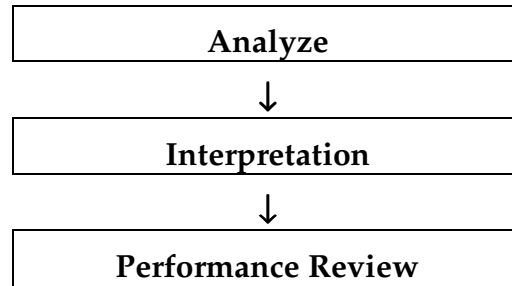 Analyze
↓
Interpretation
↓
Performance Review